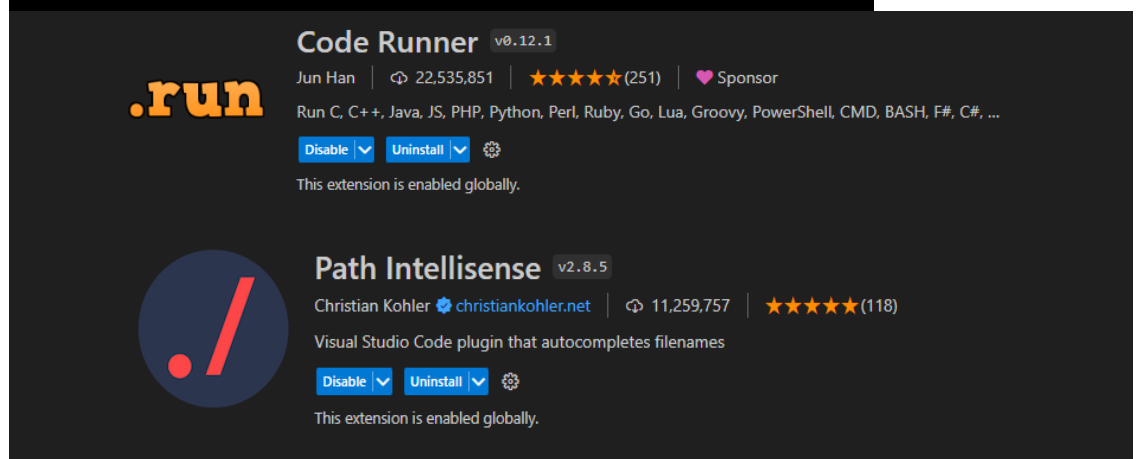 Code Runner v0.12.1
Jun Han 22,535,851 (251) Sponsor
.run
Run C, C++, Java, JS, PHP, Python, Perl, Ruby, Go, Lua, Groovy, PowerShell, CMD, BASH, F#, C#, ...
Disable Uninstall
This extension is enabled globally.
Path Intellisense v2.8.5
Christian Kohler christiankohler.net 11,259,757 (118)
./
Visual Studio Code plugin that autocompletes filenames
Disable Uninstall
This extension is enabled globally.